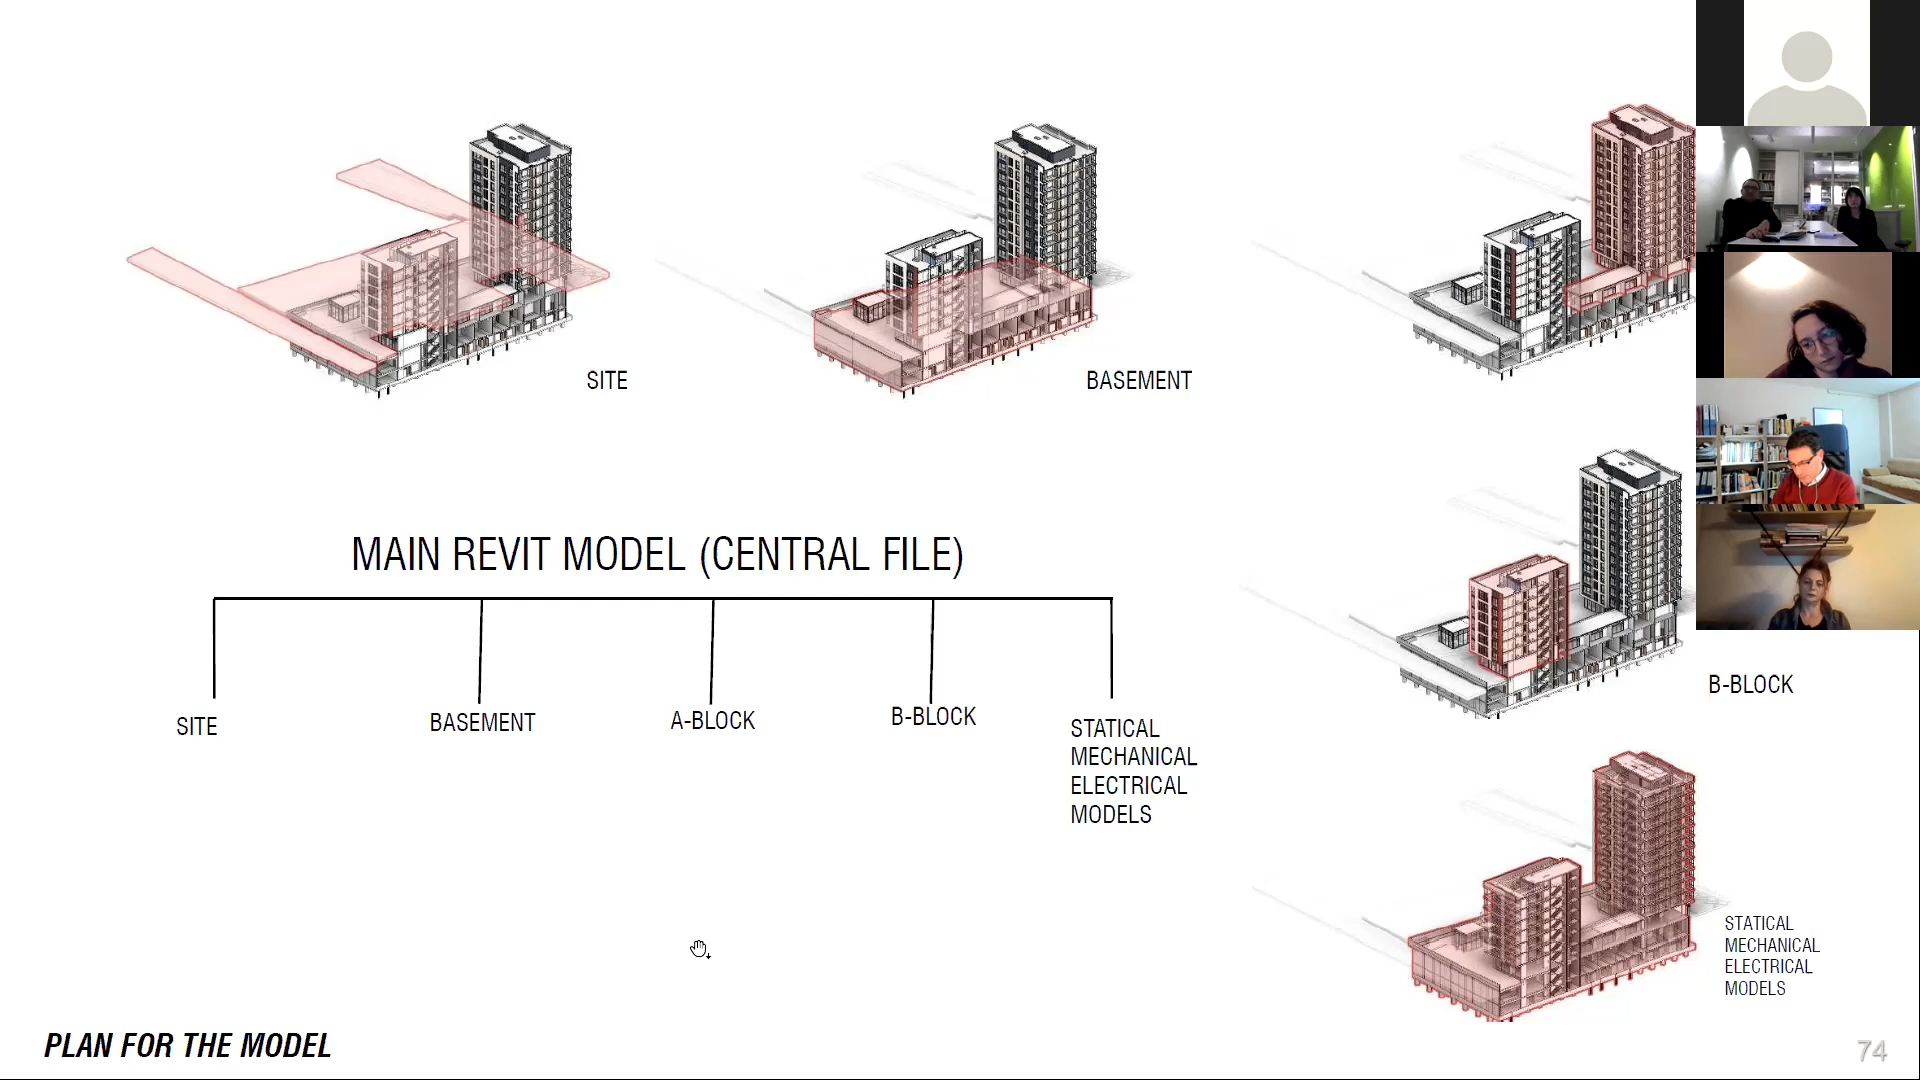 SITE
BASEMENT
MAIN REVIT MODEL (CENTRAL FILE)
SITE
BASEMENT
A-BLOCK
B-BLOCK
STATICAL
MECHANICAL
ELECTRICAL
MODELS
B-BLOCK
STATICAL
MECHANICAL
ELECTRICAL
MODELS
PLAN FOR THE MODEL
74